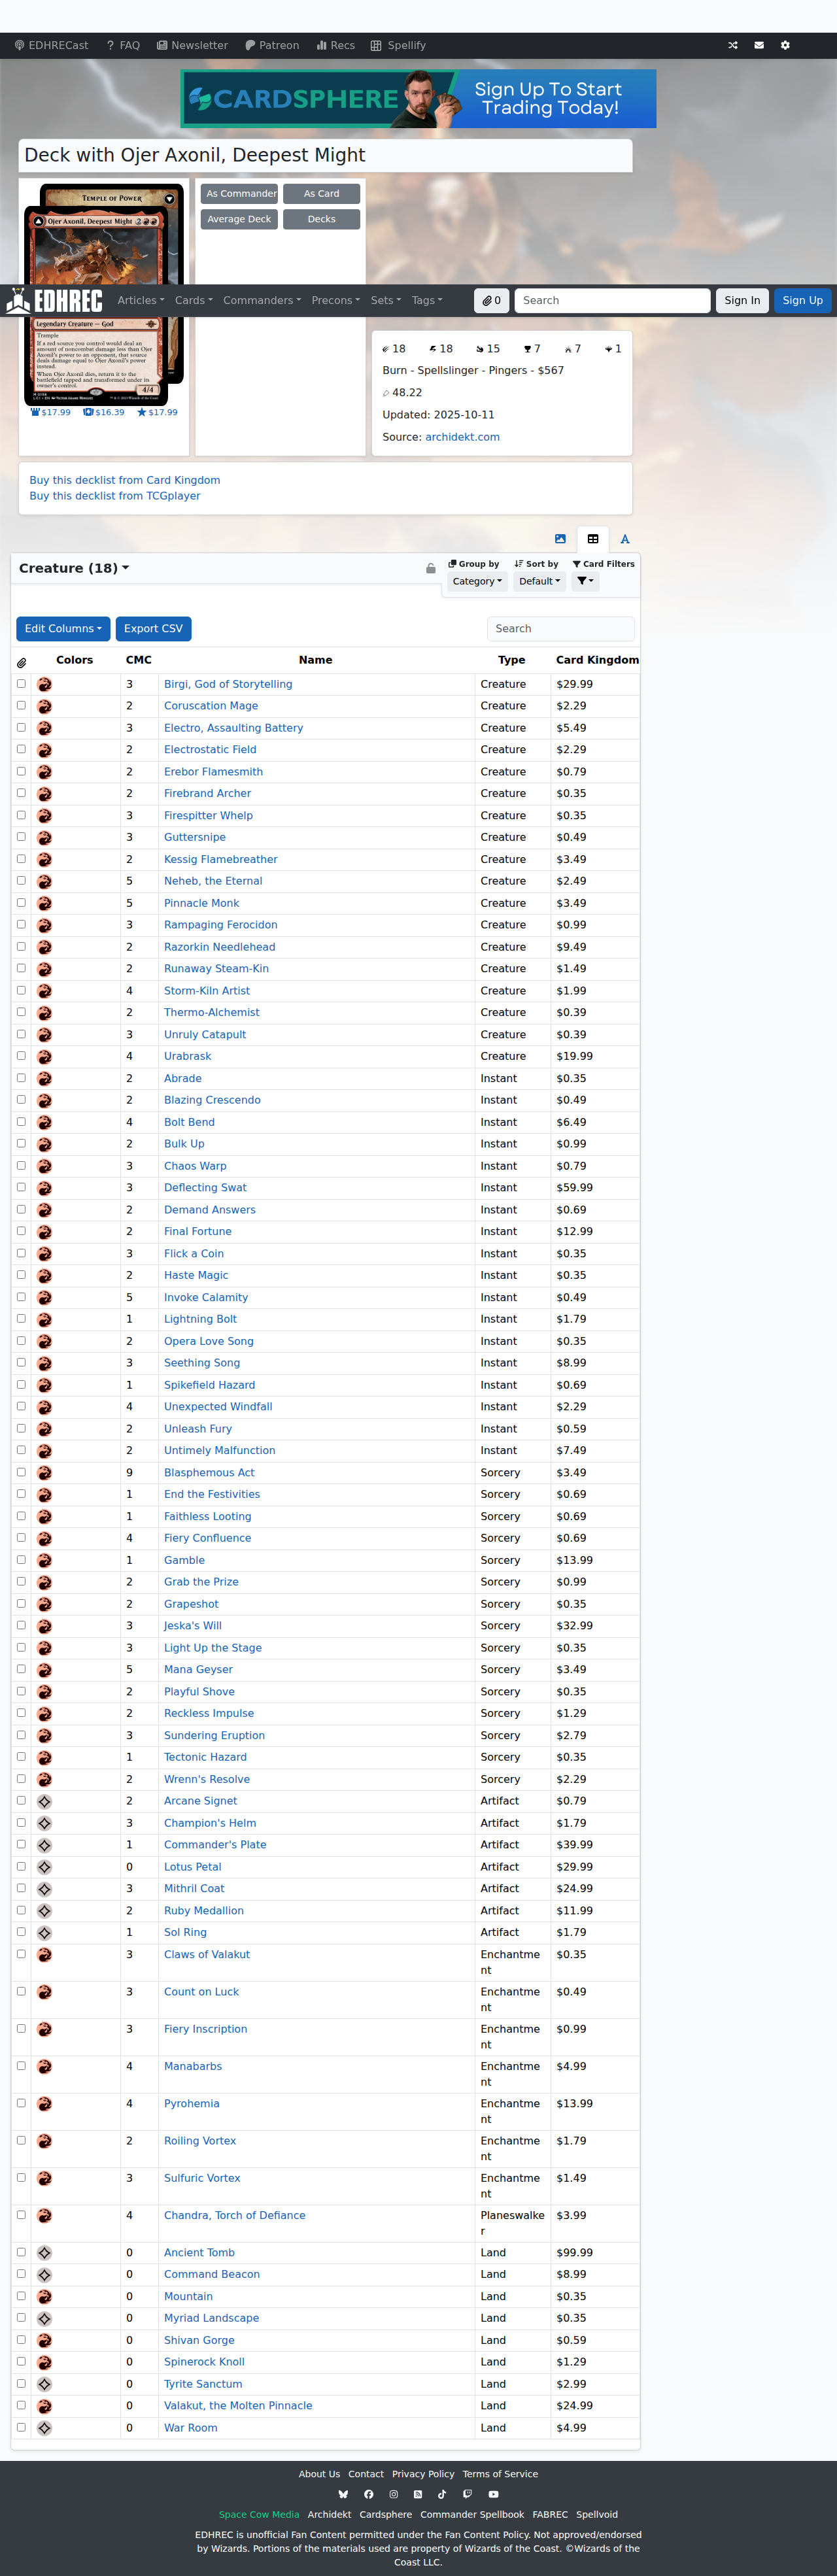 EDHRECast FAQ Newsletter Patreon Recs Spellify
CARDSPHERE Sign Up To Start
Trading Today!
Deck with Ojer Axonil, Deepest Might
As Commander As Card
Average Deck Decks
TEMPLE OF POWER
Ojer Axonil, Deepest Might
EDHREC Articles Cards Commanders Precons Sets Tags 0 Search Sign In Sign Up
Legendary Creature — God
Trample
If a red source you control would deal an amount of noncombat damage less than Ojer Axonil's power to an opponent, that source deals damage equal to Ojer Axonil's power instead.
When Ojer Axonil dies, return it to the battlefield tapped and transformed under its owner's control.
4/4
$17.99 $16.39 $17.99
18 18 15 7 7 1
Burn - Spellslinger - Pingers - $567
48.22
Updated: 2025-10-11
Source: archidekt.com
Buy this decklist from Card Kingdom
Buy this decklist from TCGplayer
Creature (18)
Group by Sort by Card Filters
Category Default
Edit Columns Export CSV Search
Colors CMC Name Type Card Kingdom
3 Birgi, God of Storytelling Creature $29.99
2 Coruscation Mage Creature $2.29
3 Electro, Assaulting Battery Creature $5.49
2 Electrostatic Field Creature $2.29
2 Erebor Flamesmith Creature $0.79
2 Firebrand Archer Creature $0.35
3 Firespitter Whelp Creature $0.35
3 Guttersnipe Creature $0.49
2 Kessig Flamebreather Creature $3.49
5 Neheb, the Eternal Creature $2.49
5 Pinnacle Monk Creature $3.49
3 Rampaging Ferocidon Creature $0.99
2 Razorkin Needlehead Creature $9.49
2 Runaway Steam-Kin Creature $1.49
4 Storm-Kiln Artist Creature $1.99
2 Thermo-Alchemist Creature $0.39
3 Unruly Catapult Creature $0.39
4 Urabrask Creature $19.99
2 Abrade Instant $0.35
2 Blazing Crescendo Instant $0.49
4 Bolt Bend Instant $6.49
2 Bulk Up Instant $0.99
3 Chaos Warp Instant $0.79
3 Deflecting Swat Instant $59.99
2 Demand Answers Instant $0.69
2 Final Fortune Instant $12.99
3 Flick a Coin Instant $0.35
2 Haste Magic Instant $0.35
5 Invoke Calamity Instant $0.49
1 Lightning Bolt Instant $1.79
2 Opera Love Song Instant $0.35
3 Seething Song Instant $8.99
1 Spikefield Hazard Instant $0.69
4 Unexpected Windfall Instant $2.29
2 Unleash Fury Instant $0.59
2 Untimely Malfunction Instant $7.49
9 Blasphemous Act Sorcery $3.49
1 End the Festivities Sorcery $0.69
1 Faithless Looting Sorcery $0.69
4 Fiery Confluence Sorcery $0.69
1 Gamble Sorcery $13.99
2 Grab the Prize Sorcery $0.99
2 Grapeshot Sorcery $0.35
3 Jeska's Will Sorcery $32.99
3 Light Up the Stage Sorcery $0.35
5 Mana Geyser Sorcery $3.49
2 Playful Shove Sorcery $0.35
2 Reckless Impulse Sorcery $1.29
3 Sundering Eruption Sorcery $2.79
1 Tectonic Hazard Sorcery $0.35
2 Wrenn's Resolve Sorcery $2.29
2 Arcane Signet Artifact $0.79
3 Champion's Helm Artifact $1.79
1 Commander's Plate Artifact $39.99
0 Lotus Petal Artifact $29.99
3 Mithril Coat Artifact $24.99
2 Ruby Medallion Artifact $11.99
1 Sol Ring Artifact $1.79
3 Claws of Valakut Enchantme $0.35
nt
3 Count on Luck Enchantme $0.49
nt
3 Fiery Inscription Enchantme $0.99
nt
4 Manabarbs Enchantme $4.99
nt
4 Pyrohemia Enchantme $13.99
nt
2 Roiling Vortex Enchantme $1.79
nt
3 Sulfuric Vortex Enchantme $1.49
nt
4 Chandra, Torch of Defiance Planeswalke $3.99
r
0 Ancient Tomb Land $99.99
0 Command Beacon Land $8.99
0 Mountain Land $0.35
0 Myriad Landscape Land $0.35
0 Shivan Gorge Land $0.59
0 Spinerock Knoll Land $1.29
0 Tyrite Sanctum Land $2.99
0 Valakut, the Molten Pinnacle Land $24.99
0 War Room Land $4.99
About Us Contact Privacy Policy Terms of Service
Space Cow Media Archidekt Cardsphere Commander Spellbook FABREC Spellvoid
EDHREC is unofficial Fan Content permitted under the Fan Content Policy. Not approved/endorsed
by Wizards. Portions of the materials used are property of Wizards of the Coast. ©Wizards of the
Coast LLC.